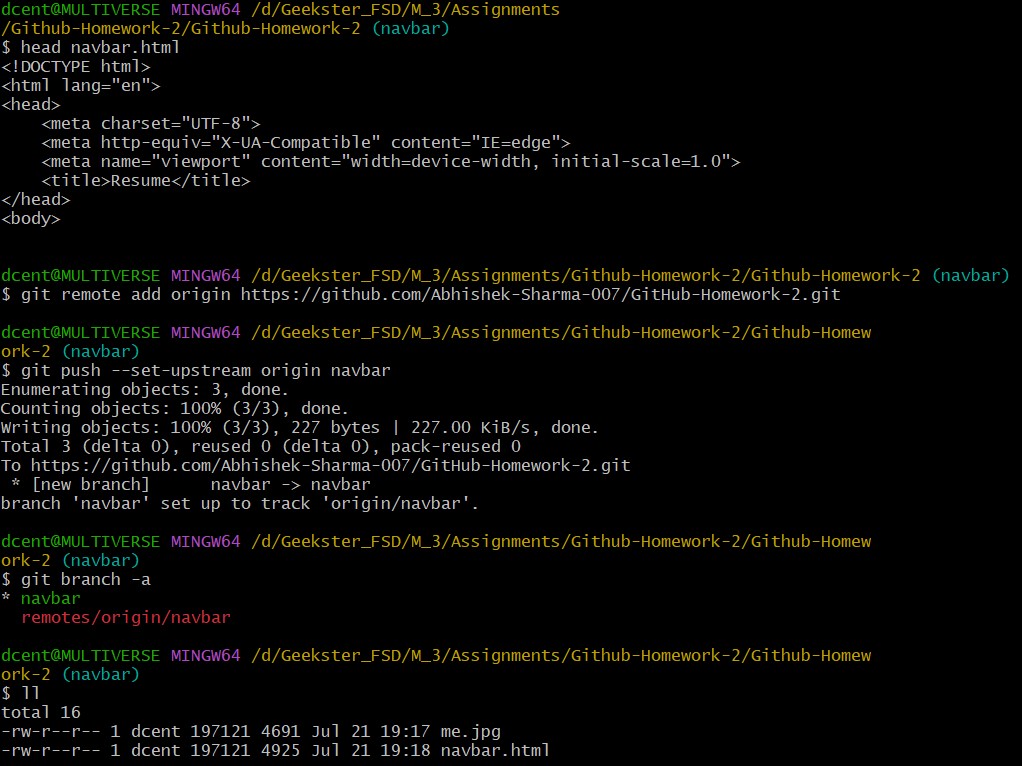 dcent@MULTIVERSE MINGW64 /d/Geekster_FSD/M_3/Assignments
/Github-Homework-2/Github-Homework-2 (navbar)
$ head navbar.html
<!DOCTYPE html>
<html lang="en">
<head>
    <meta charset="UTF-8">
    <meta http-equiv="X-UA-Compatible" content="IE=edge">
    <meta name="viewport" content="width=device-width, initial-scale=1.0">
    <title>Resume</title>
</head>
<body>
dcent@MULTIVERSE MINGW64 /d/Geekster_FSD/M_3/Assignments/Github-Homework-2/Github-Homework-2 (navbar)
$ git remote add origin https://github.com/Abhishek-Sharma-007/GitHub-Homework-2.git
dcent@MULTIVERSE MINGW64 /d/Geekster_FSD/M_3/Assignments/Github-Homework-2/Github-Homew
ork-2 (navbar)
$ git push --set-upstream origin navbar
Enumerating objects: 3, done.
Counting objects: 100% (3/3), done.
Writing objects: 100% (3/3), 227 bytes | 227.00 KiB/s, done.
Total 3 (delta 0), reused 0 (delta 0), pack-reused 0
To https://github.com/Abhishek-Sharma-007/GitHub-Homework-2.git
 * [new branch]      navbar -> navbar
branch 'navbar' set up to track 'origin/navbar'.
dcent@MULTIVERSE MINGW64 /d/Geekster_FSD/M_3/Assignments/Github-Homework-2/Github-Homew
ork-2 (navbar)
$ git branch -a
* navbar
  remotes/origin/navbar
dcent@MULTIVERSE MINGW64 /d/Geekster_FSD/M_3/Assignments/Github-Homework-2/Github-Homew
ork-2 (navbar)
$ ll
total 16
-rw-r--r-- 1 dcent 197121 4691 Jul 21 19:17 me.jpg
-rw-r--r-- 1 dcent 197121 4925 Jul 21 19:18 navbar.html